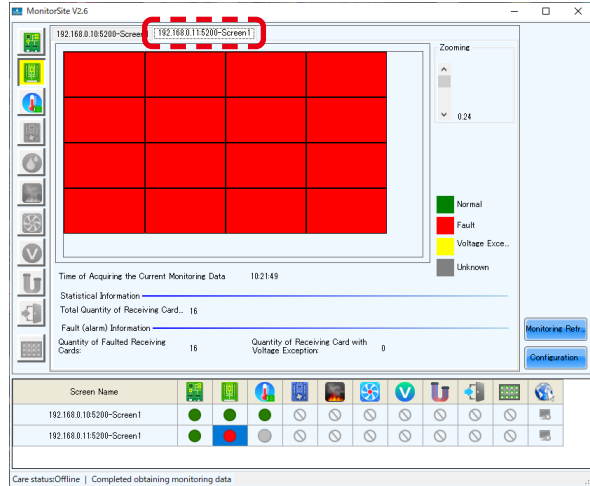 MonitorSite V2.6
192.168.0.10:5200-Screen1 192.168.0.11:5200-Screen1
Zooming
0.24
Normal
Fault
Voltage Exce..
Unknown
Time of Acquiring the Current Monitoring Data 10:21:49
Statistical Information
Total Quantity of Receiving Card.. 16
Fault (alarm) Information
Quantity of Faulted Receiving Cards: 16 Quantity of Receiving Card with Voltage Exception: 0
Monitoring Refr..
Configuration
Screen Name
192.168.0.10:5200-Screen1
192.168.0.11:5200-Screen1
Care status:Offline | Completed obtaining monitoring data